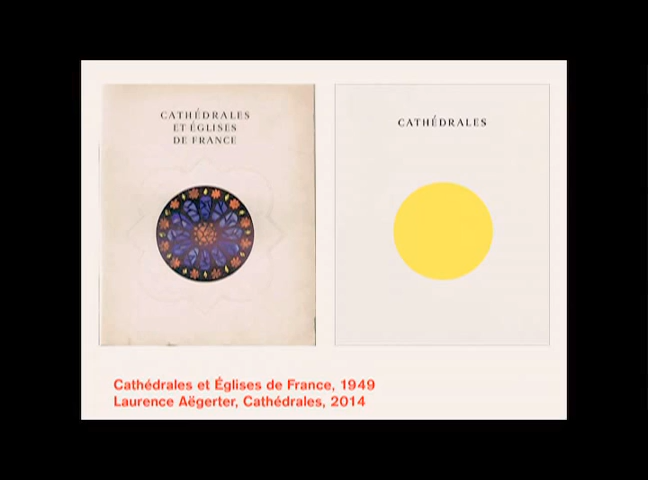 CATHÉDRALES
ET ÉGLISES
DE FRANCE
CATHÉDRALES
Cathédrales et Églises de France, 1949
Laurence Aëgerter, Cathédrales, 2014